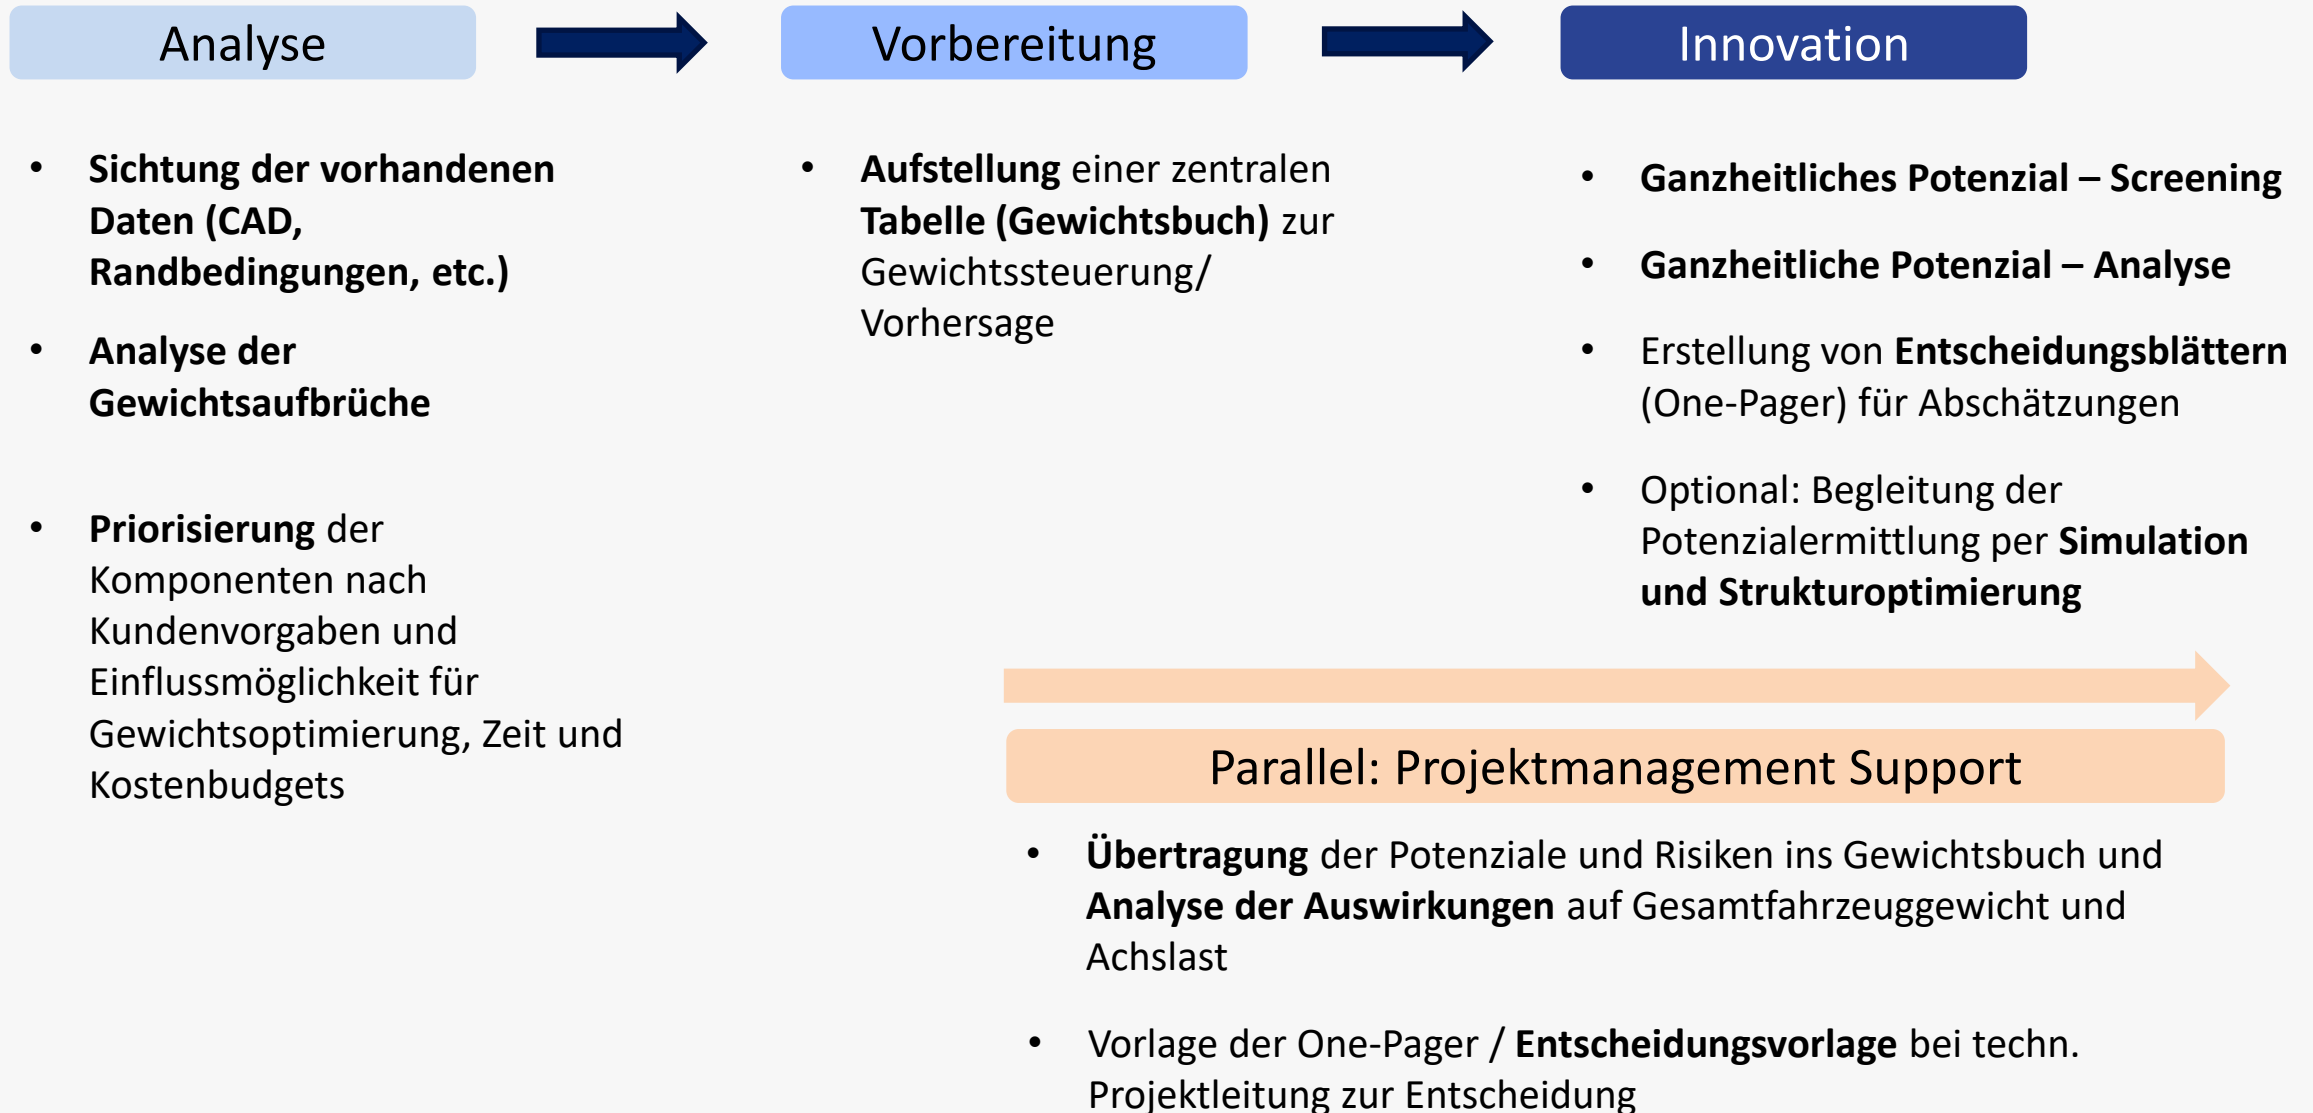 Analyse
Vorbereitung
Innovation
• Sichtung der vorhandenen
Daten (CAD,
Randbedingungen, etc.)
• Analyse der
Gewichtsaufbrüche
• Priorisierung der
Komponenten nach
Kundenvorgaben und
Einflussmöglichkeit für
Gewichtsoptimierung, Zeit und
Kostenbudgets
• Aufstellung einer zentralen
Tabelle (Gewichtsbuch) zur
Gewichtssteuerung/
Vorhersage
• Ganzheitliches Potenzial – Screening
• Ganzheitliche Potenzial – Analyse
• Erstellung von Entscheidungsblättern
(One-Pager) für Abschätzungen
• Optional: Begleitung der
Potenzialermittlung per Simulation
und Strukturoptimierung
Parallel: Projektmanagement Support
• Übertragung der Potenziale und Risiken ins Gewichtsbuch und
Analyse der Auswirkungen auf Gesamtfahrzeuggewicht und
Achslast
• Vorlage der One-Pager / Entscheidungsvorlage bei techn.
Projektleitung zur Entscheidung